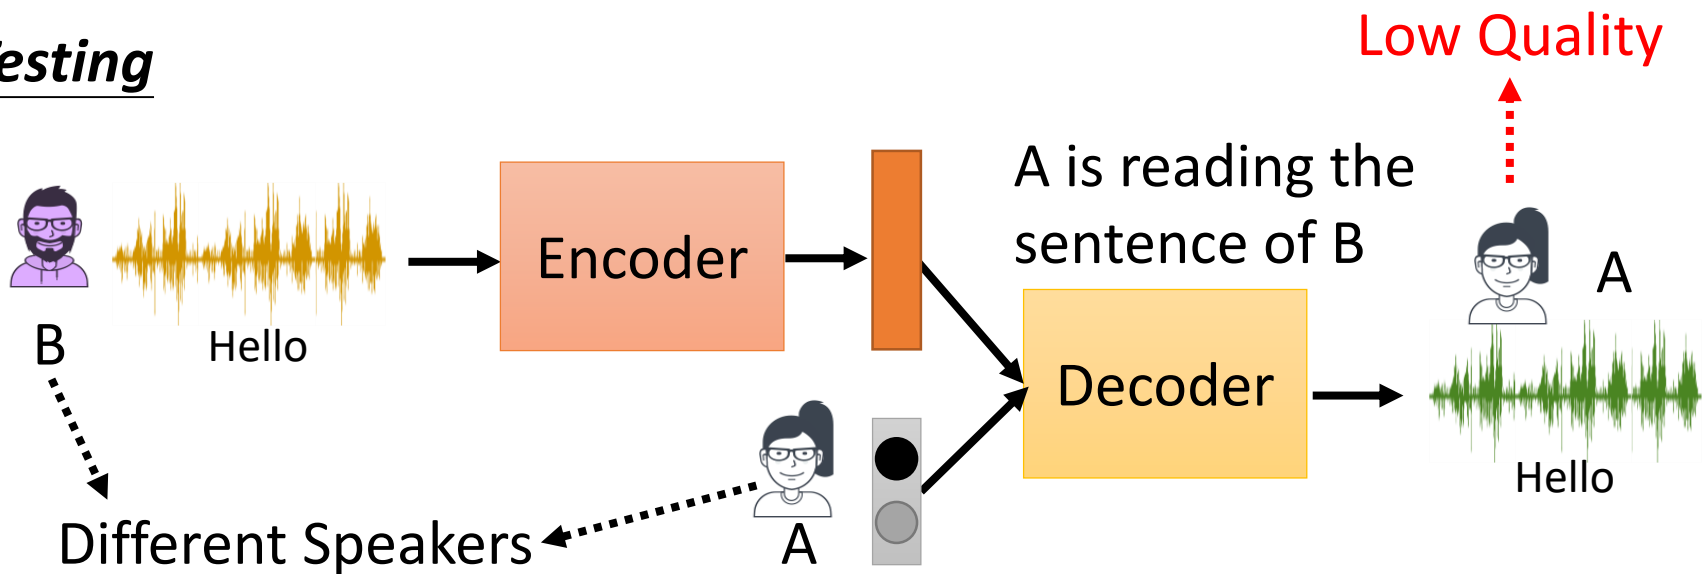 esting
Low Quality
A is reading the
sentence of B
Encoder
A
B
Hello
Decoder
Hello
Different Speakers
A